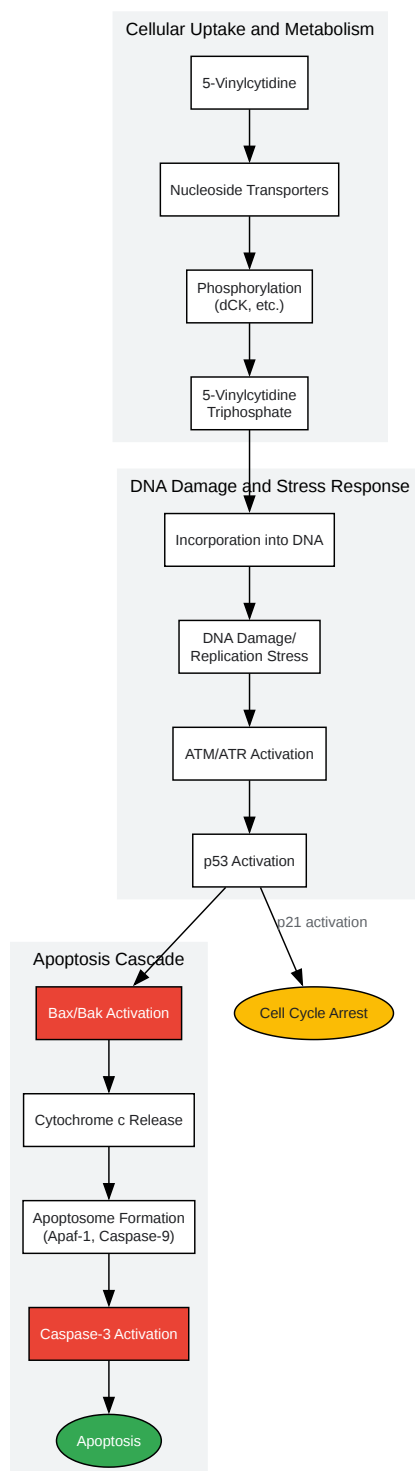 Cellular Uptake and Metabolism
5-Vinylcytidine
Nucleoside Transporters
Phosphorylation
(dCK, etc.)
5-Vinylcytidine
Triphosphate
DNA Damage and Stress Response
Incorporation into DNA
DNA Damage/
Replication Stress
ATM/ATR Activation
p53 Activation
p21 activation
Apoptosis Cascade
Bax/Bak Activation
Cell Cycle Arrest
Cytochrome c Release
Apoptosome Formation
(Apaf-1, Caspase-9)
Caspase-3 Activation
Apoptosis